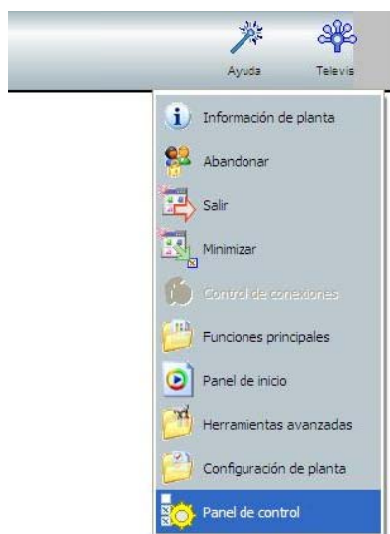 Ayuda Televis
Información de planta
Abandonar
Salir
Minimizar
Control de conexiones
Funciones principales
Panel de inicio
Herramientas avanzadas
Configuración de planta
Panel de control